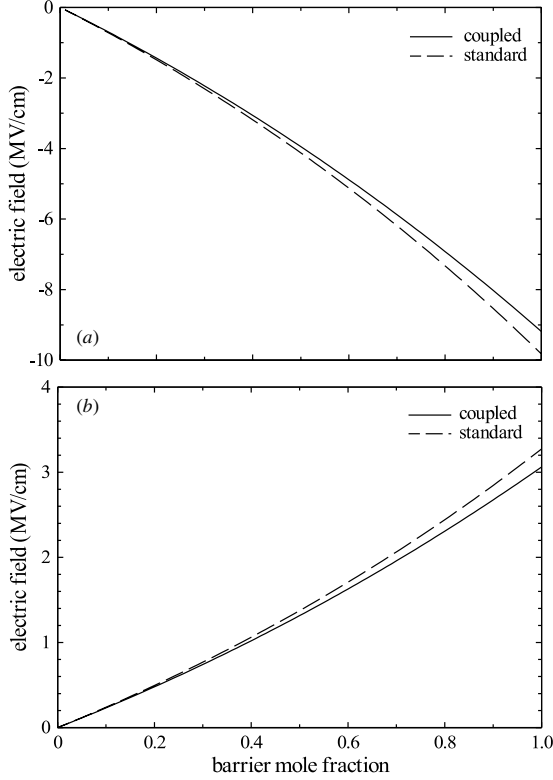 0
-2
-4
-6
-8
-10
electric field (MV/cm)
coupled
standard
(a)
4
3
2
1
0
electric field (MV/cm)
(b)
coupled
standard
0 0.2 0.4 0.6 0.8 1.0
barrier mole fraction